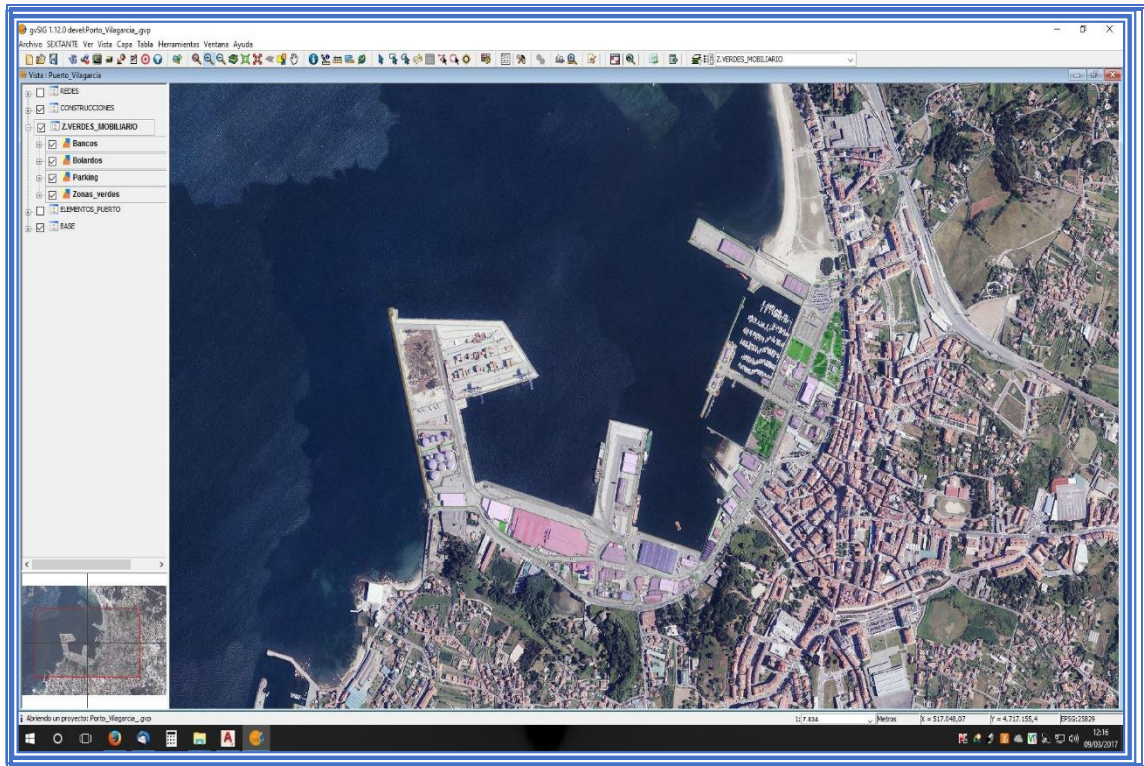 gvSIG 1.12.0 devel:Porto_Vilagarcia_.gvp
Archivo SEXTANTE Ver Vista Capa Tabla Herramientas Ventana Ayuda
Z.VERDES_MOBILIARIO
Vista : Puerto_Vilagarcia
REDES
CONSTRUCCIONES
Z.VERDES_MOBILIARIO
Bancos
Bolardos
Parking
Zonas_verdes
ELEMENTOS_PUERTO
BASE
Abriendo un proyecto: Porto_Vilagarcia_.gvp
1: 7.834
Metros
X = 517.048,07
Y = 4.717.155,4
EPSG:25829
12:16
09/03/2017